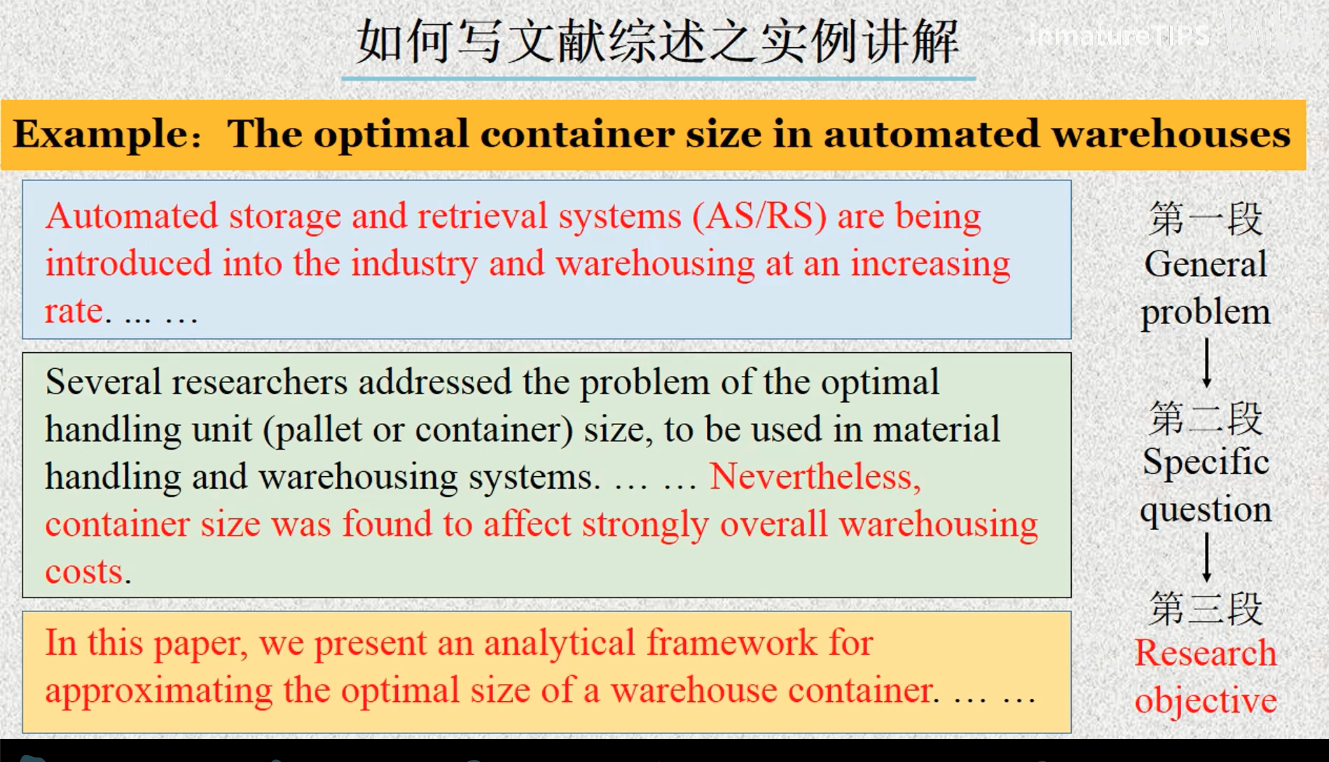 如何写文献综述之实例讲解
Example：The optimal container size in automated warehouses
Automated storage and retrieval systems (AS/RS) are being
introduced into the industry and warehousing at an increasing
rate. ... …
第一段
General
problem
Several researchers addressed the problem of the optimal
handling unit (pallet or container) size, to be used in material
handling and warehousing systems. … … Nevertheless,
container size was found to affect strongly overall warehousing
costs.
第二段
Specific
question
In this paper, we present an analytical framework for
approximating the optimal size of a warehouse container. … …
第三段
Research
objective